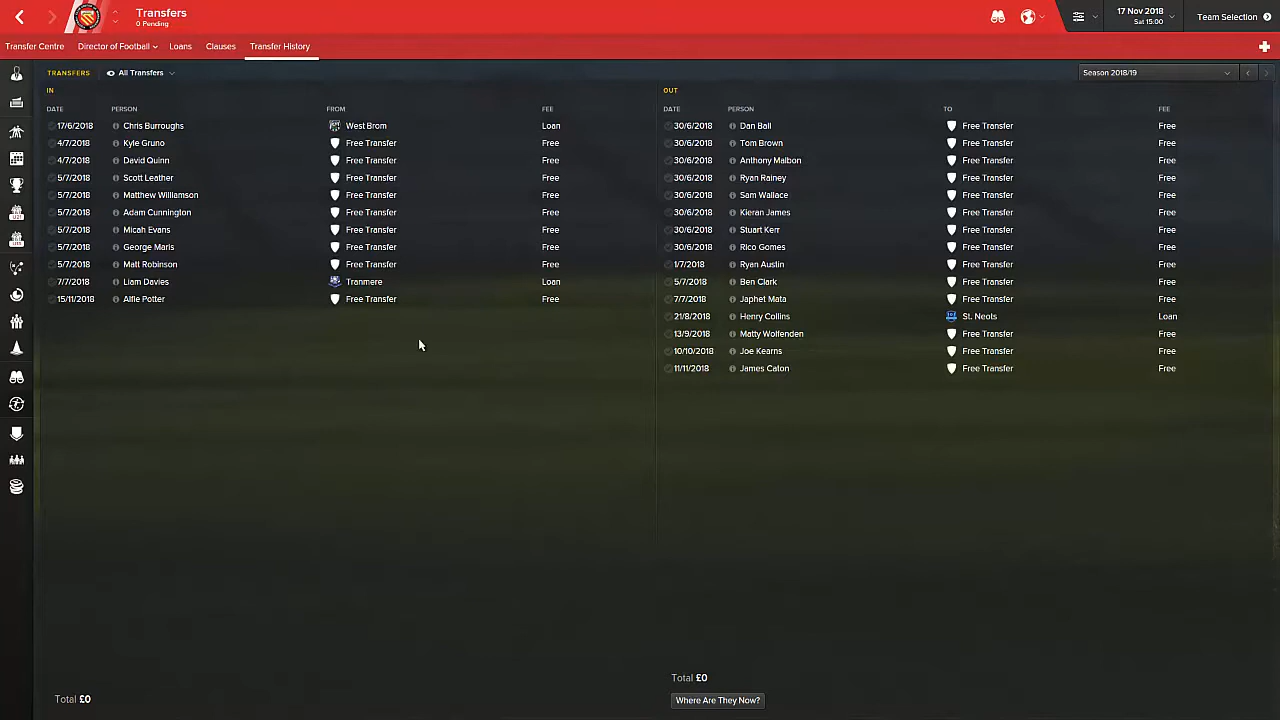 Transfers
0 Pending
17 Nov 2018
Sat 15:00
Team Selection
Transfer Centre Director of Football Loans Clauses Transfer History
TRANSFERS All Transfers
Season 2018/19
IN
DATE PERSON FROM FEE
17/6/2018 Chris Burroughs West Brom Loan
4/7/2018 Kyle Gruno Free Transfer Free
4/7/2018 David Quinn Free Transfer Free
5/7/2018 Scott Leather Free Transfer Free
5/7/2018 Matthew Williamson Free Transfer Free
5/7/2018 Adam Cunnington Free Transfer Free
5/7/2018 Micah Evans Free Transfer Free
5/7/2018 George Maris Free Transfer Free
5/7/2018 Matt Robinson Free Transfer Free
7/7/2018 Liam Davies Tranmere Loan
15/11/2018 Alfie Potter Free Transfer Free
Total £0
OUT
DATE PERSON TO FEE
30/6/2018 Dan Ball Free Transfer Free
30/6/2018 Tom Brown Free Transfer Free
30/6/2018 Anthony Malbon Free Transfer Free
30/6/2018 Ryan Rainey Free Transfer Free
30/6/2018 Sam Wallace Free Transfer Free
30/6/2018 Kieran James Free Transfer Free
30/6/2018 Stuart Kerr Free Transfer Free
30/6/2018 Rico Gomes Free Transfer Free
1/7/2018 Ryan Austin Free Transfer Free
5/7/2018 Ben Clark Free Transfer Free
7/7/2018 Japhet Mata Free Transfer Free
21/8/2018 Henry Collins St. Neots Loan
13/9/2018 Matty Wolfenden Free Transfer Free
10/10/2018 Joe Kearns Free Transfer Free
11/11/2018 James Caton Free Transfer Free
Total £0
Where Are They Now?